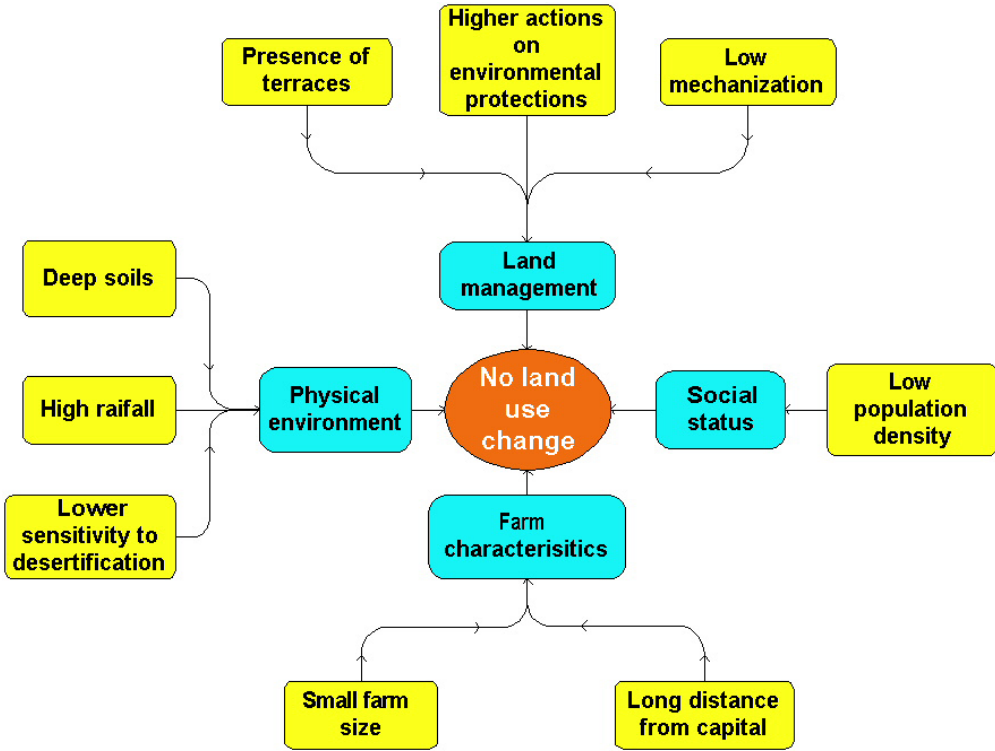 Presence of
terraces
Higher actions
on
environmental
protections
Low
mechanization
Land
management
Deep soils
High raifall
Lower
sensitivity to
desertification
Physical
environment
No land
use
change
Social
status
Low
population
density
Farm
characterisitics
Small farm
size
Long distance
from capital